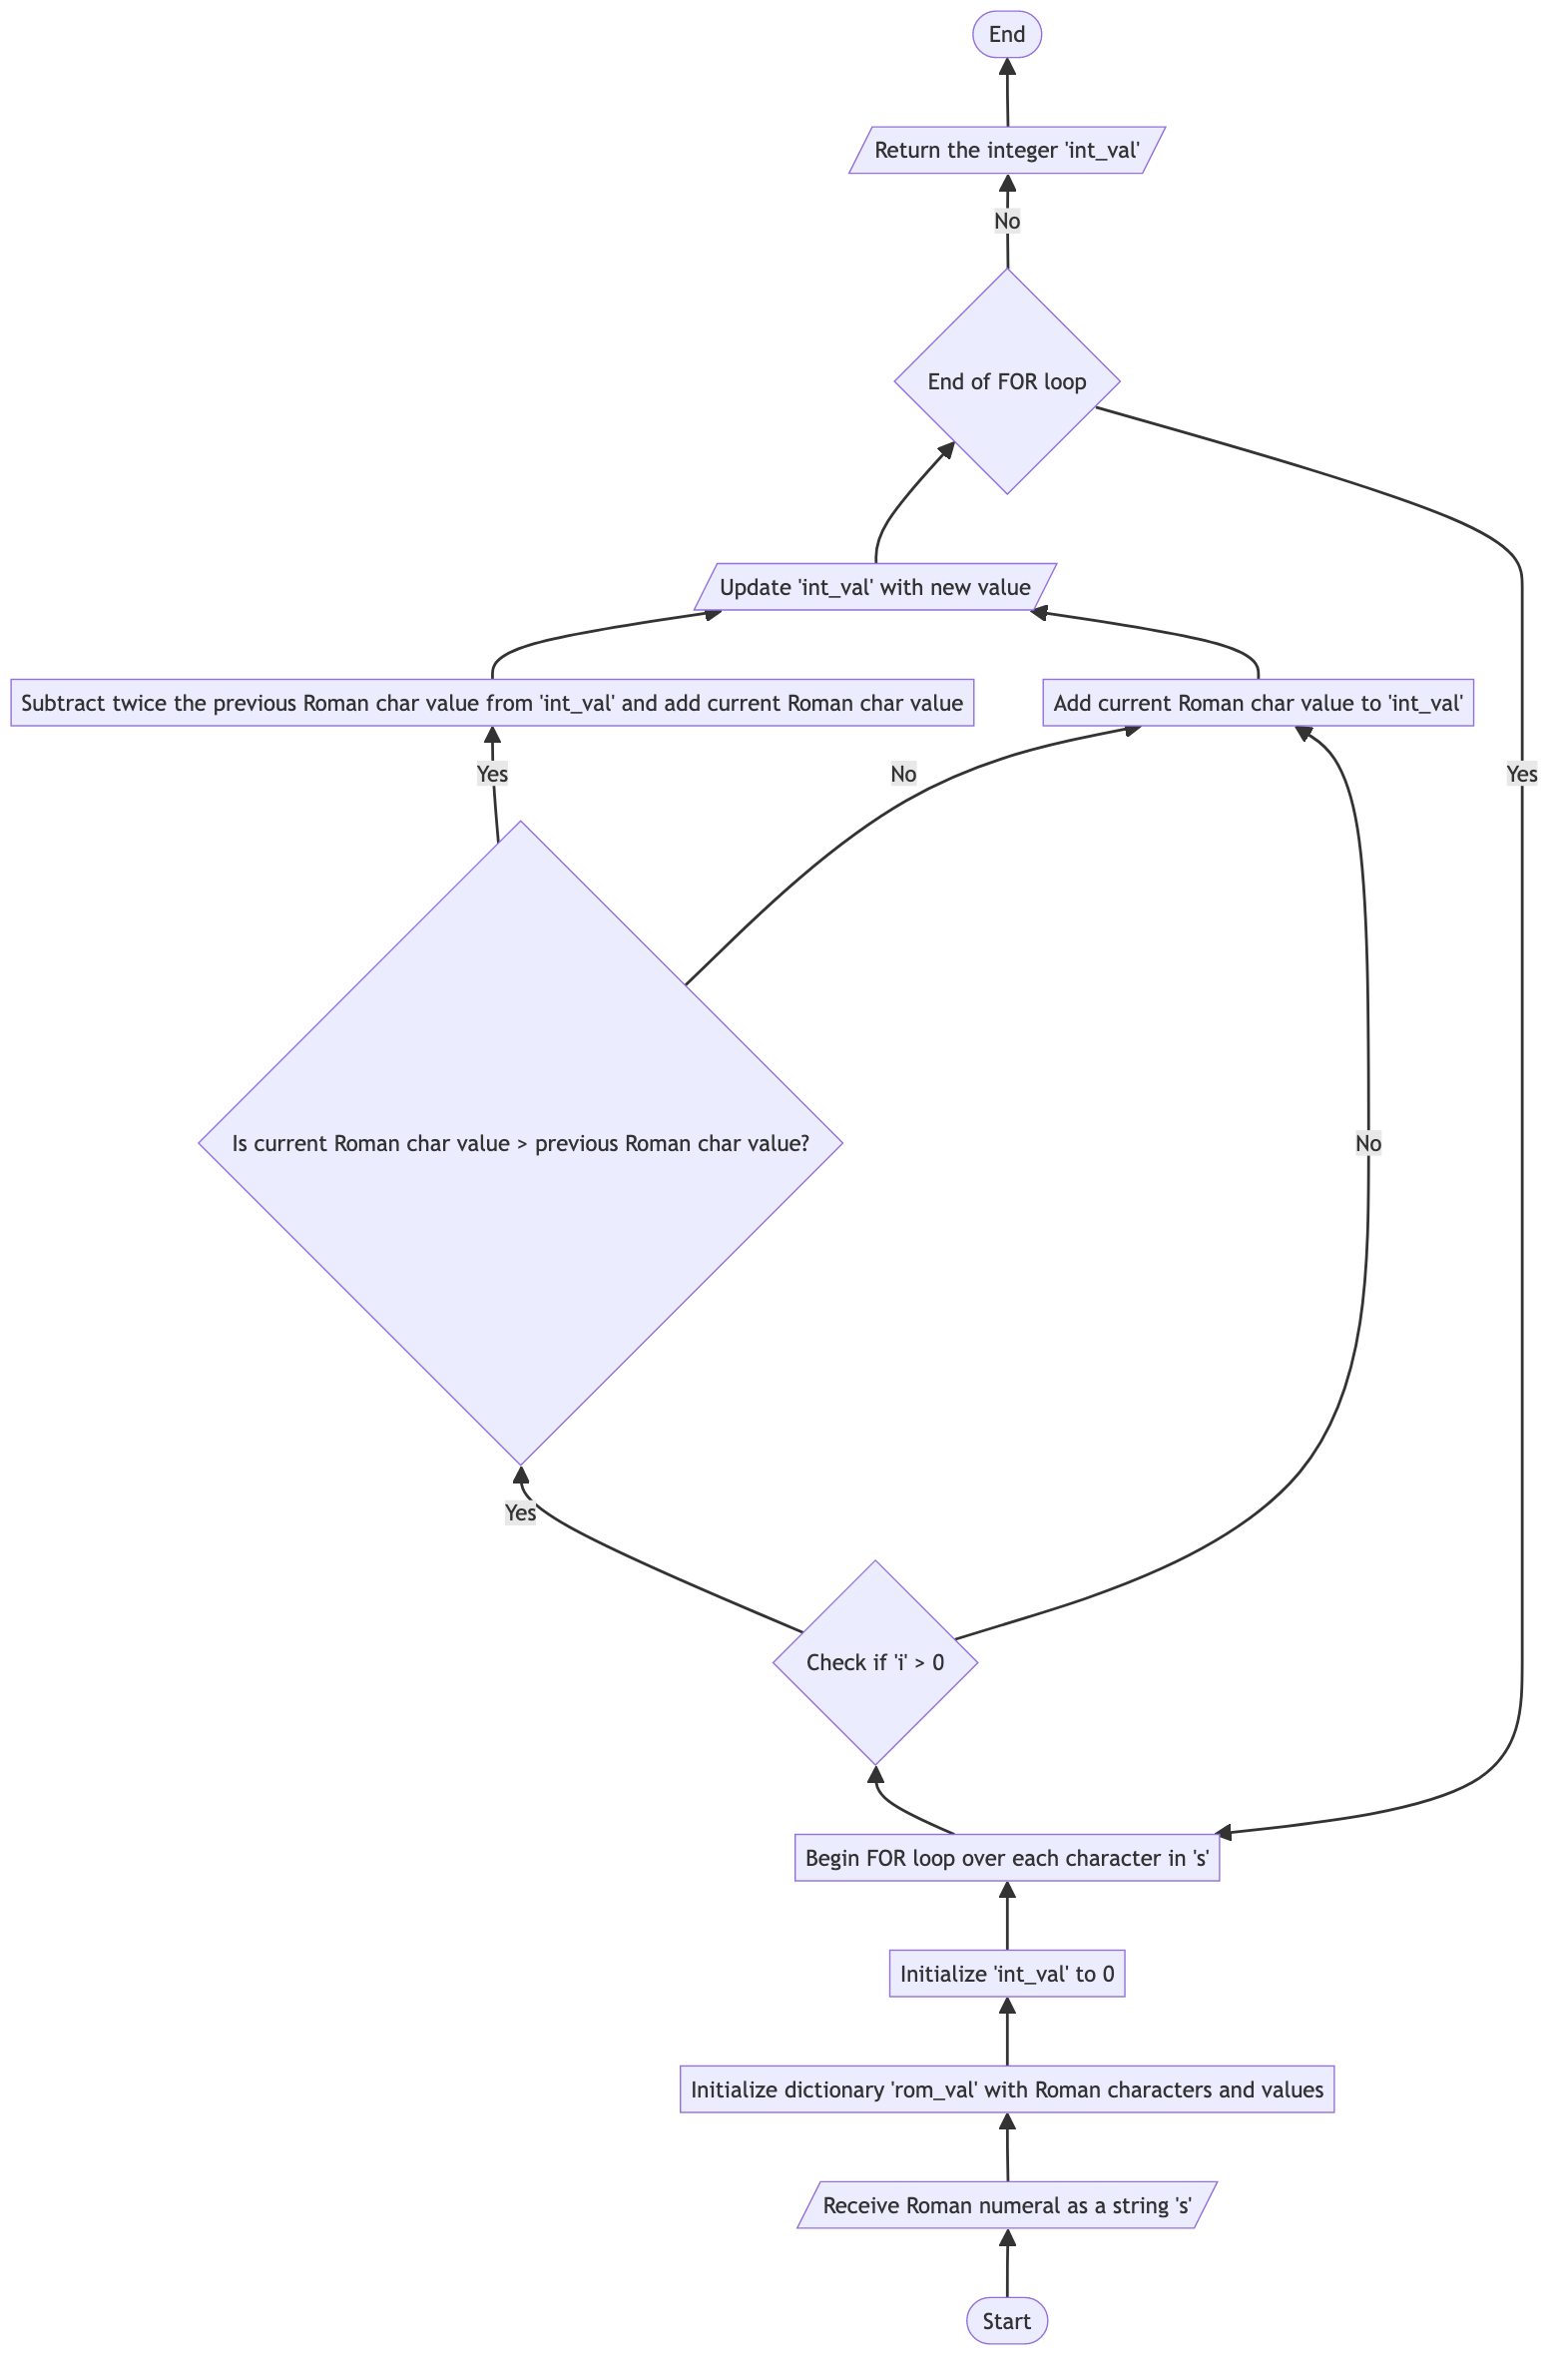 End
Return the integer 'int_val'
No
End of FOR loop
Update 'int_val' with new value
Subtract twice the previous Roman char value from 'int_val' and add current Roman char value
Add current Roman char value to 'int_val'
Yes
No
Yes
Is current Roman char value > previous Roman char value?
No
Yes
Check if 'i' > 0
Begin FOR loop over each character in 's'
Initialize 'int_val' to 0
Initialize dictionary 'rom_val' with Roman characters and values
Receive Roman numeral as a string 's'
Start